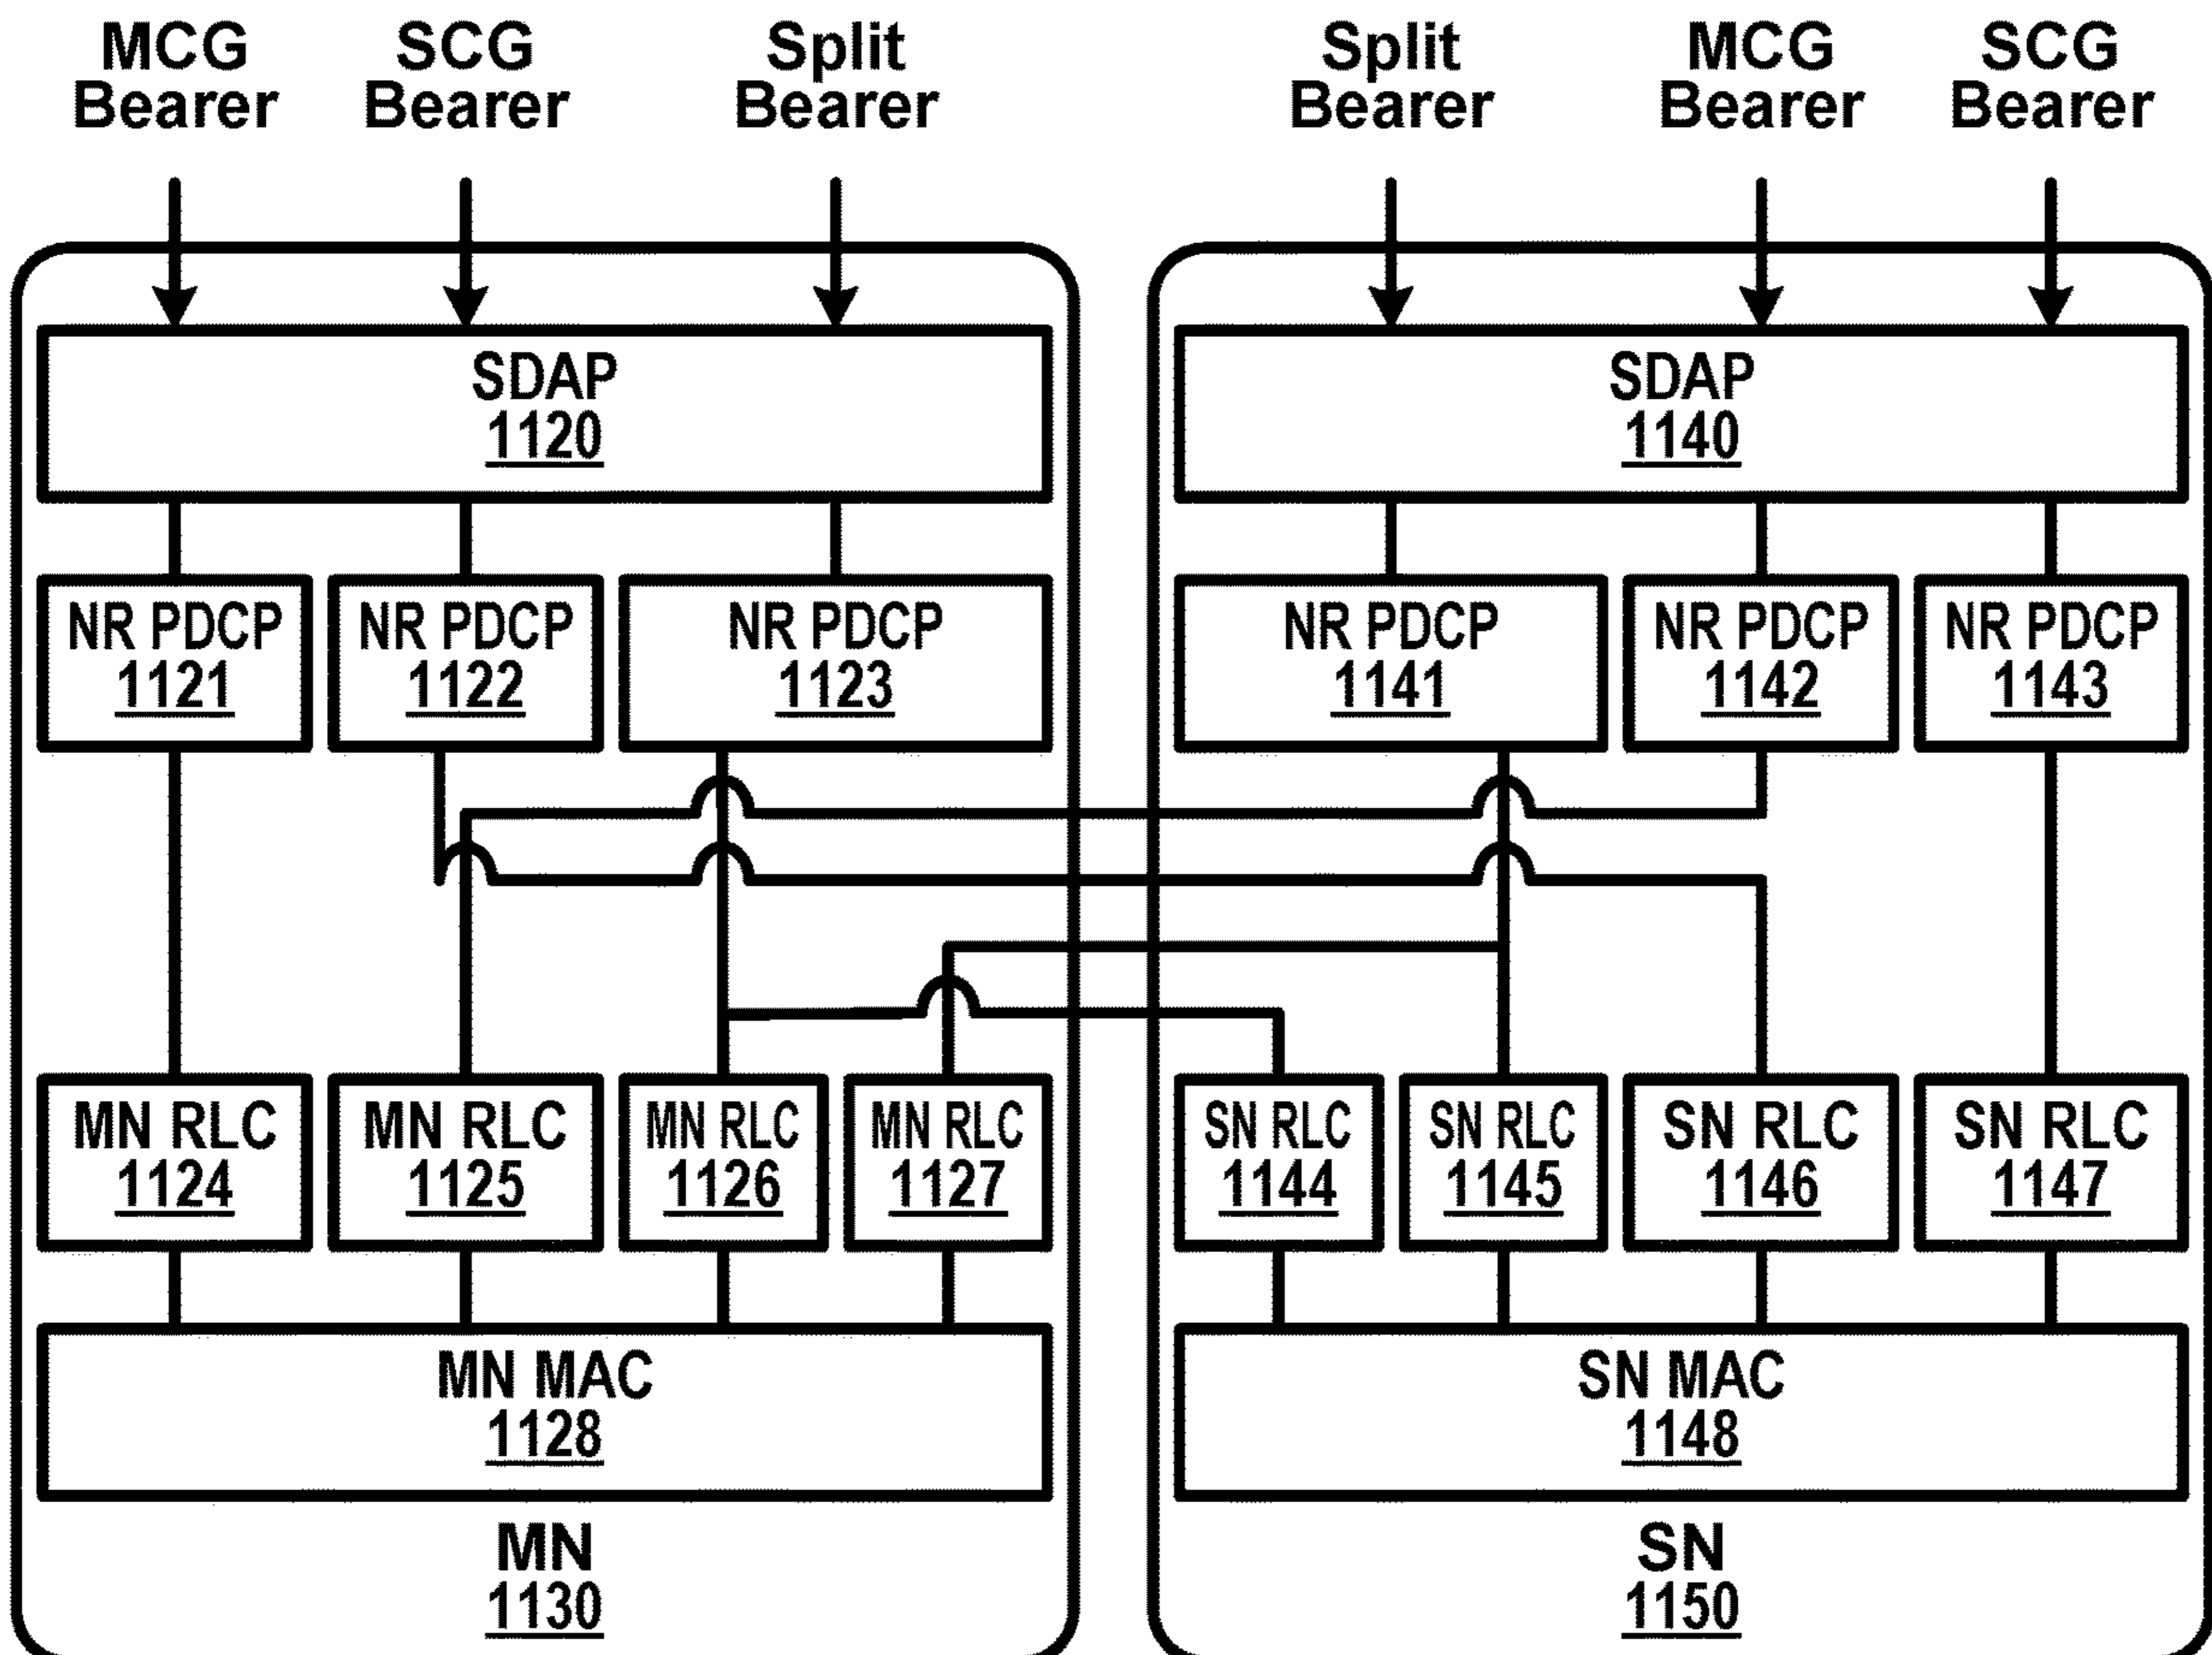 MCG
Bearer
SCG
Bearer
Split
Bearer
Split
Bearer
MCG
Bearer
SCG
Bearer
SDAP
1120
SDAP
1140
NR PDCP
1121
NR PDCP
1122
NR PDCP
1123
NR PDCP
1141
NR PDCP
1142
NR PDCP
1143
MN RLC
1124
MN RLC
1125
MN RLC
1126
MN RLC
1127
SN RLC
1144
SN RLC
1145
SN RLC
1146
SN RLC
1147
MN MAC
1128
SN MAC
1148
MN
1130
SN
1150